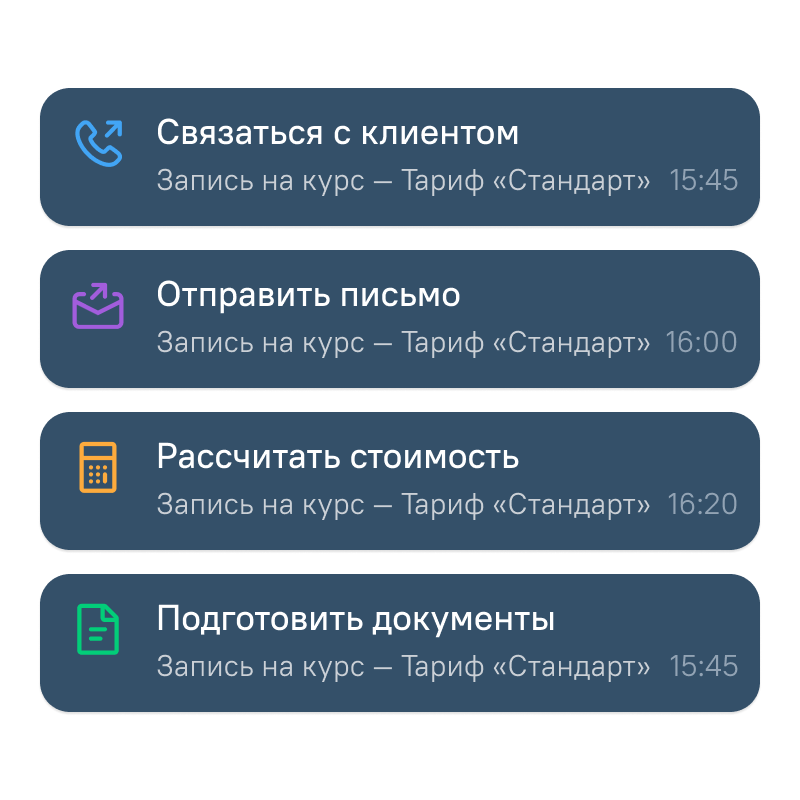 Связаться с клиентом
Запись на курс — Тариф «Стандарт» 15:45
Отправить письмо
Запись на курс — Тариф «Стандарт» 16:00
Рассчитать стоимость
Запись на курс — Тариф «Стандарт» 16:20
Подготовить документы
Запись на курс — Тариф «Стандарт» 15:45